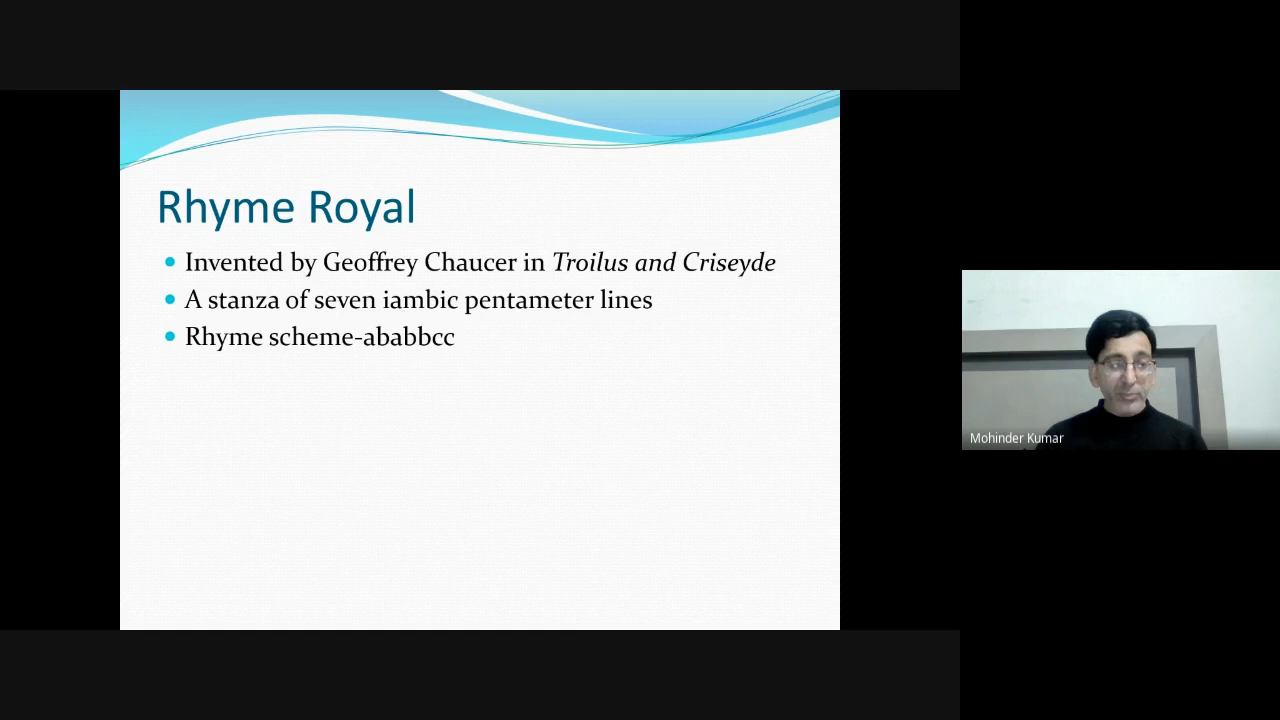 Rhyme Royal
Invented by Geoffrey Chaucer in Troilus and Criseyde
A stanza of seven iambic pentameter lines
Rhyme scheme-ababbcc
Mohinder Kumar